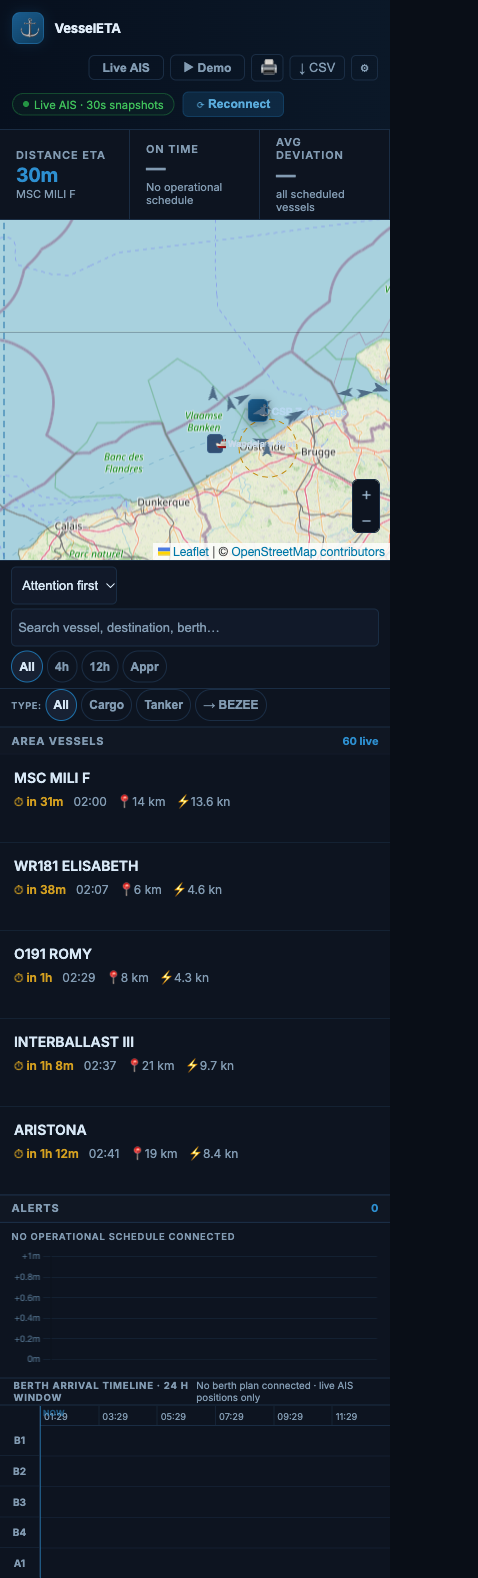 VesselETA
Live AIS
▶ Demo
↓ CSV
Live AIS · 30s snapshots
⟳ Reconnect
DISTANCE ETA
30m
MSC MILI F
ON TIME
—
No operational
schedule
AVG
DEVIATION
—
all scheduled
vessels
Vlaamse
Banken
Banc des
Flandres
Oostende
Brugge
Dunkerque
Calais
Parc naturel
+
−
Leaflet | © OpenStreetMap contributors
Attention first
Search vessel, destination, berth…
All 4h 12h Appr
TYPE: All Cargo Tanker → BEZEE
AREA VESSELS 60 live
MSC MILI F
in 31m 02:00 14 km 13.6 kn
WR181 ELISABETH
in 38m 02:07 6 km 4.6 kn
O191 ROMY
in 1h 02:29 8 km 4.3 kn
INTERBALLAST III
in 1h 8m 02:37 21 km 9.7 kn
ARISTONA
in 1h 12m 02:41 19 km 8.4 kn
ALERTS 0
NO OPERATIONAL SCHEDULE CONNECTED
+1m
+0.8m
+0.6m
+0.4m
+0.2m
0m
BERTH ARRIVAL TIMELINE · 24 H
WINDOW
No berth plan connected · live AIS
positions only
NOW
01:29 03:29 05:29 07:29 09:29 11:29
B1
B2
B3
B4
A1